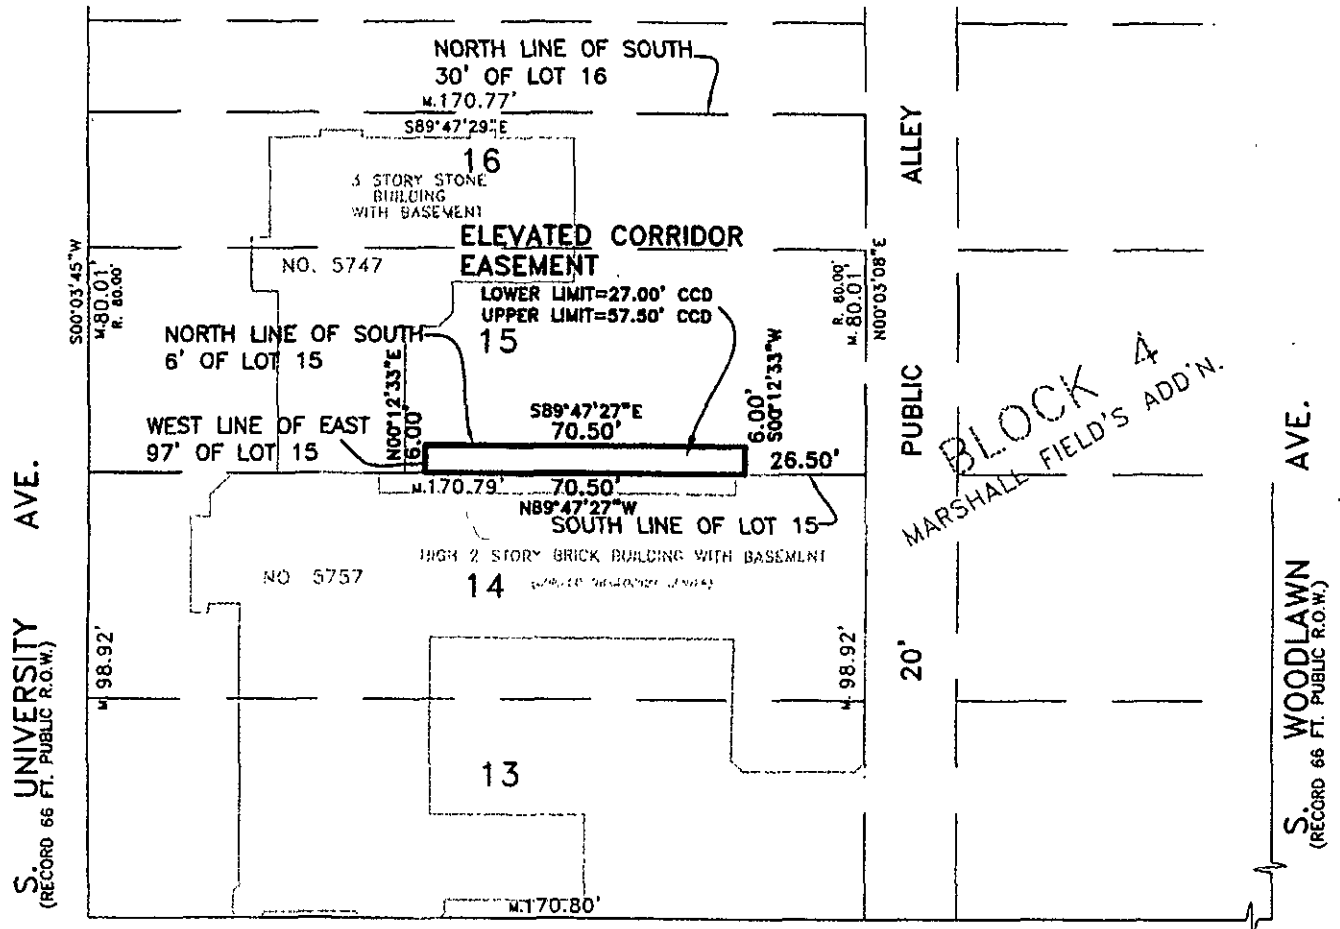 NORTH LINE OF SOUTH
30' OF LOT 16
M.170.77'
S89°47'29"E
16
3 STORY STONE
BUILDING
WITH BASEMENT
ELEVATED CORRIDOR
EASEMENT
NO. 5747
LOWER LIMIT=27.00' CCD
UPPER LIMIT=57.50' CCD
15
S00°03'45"W
M.80.01
R. 80.00'
R. 80.00'
M. 80.01
N00°03'08"E
NORTH LINE OF SOUTH
6' OF LOT 15
N00°12'33"E
6.00'
WEST LINE OF EAST
97' OF LOT 15
S89°47'27"E
70.50'
6.00'
S00°12'33"W
26.50'
M.170.79'
70.50'
N89°47'27"W
SOUTH LINE OF LOT 15
HIGH 2 STORY BRICK BUILDING WITH BASEMENT
14
NO 5757
M. 98.92'
M. 98.92'
13
M.170.80'
20' PUBLIC ALLEY
BLOCK 4
MARSHALL FIELD'S ADD'N.
S. UNIVERSITY AVE.
(RECORD 66 FT. PUBLIC R.O.W.)
S. WOODLAWN AVE.
(RECORD 66 FT. PUBLIC R.O.W.)